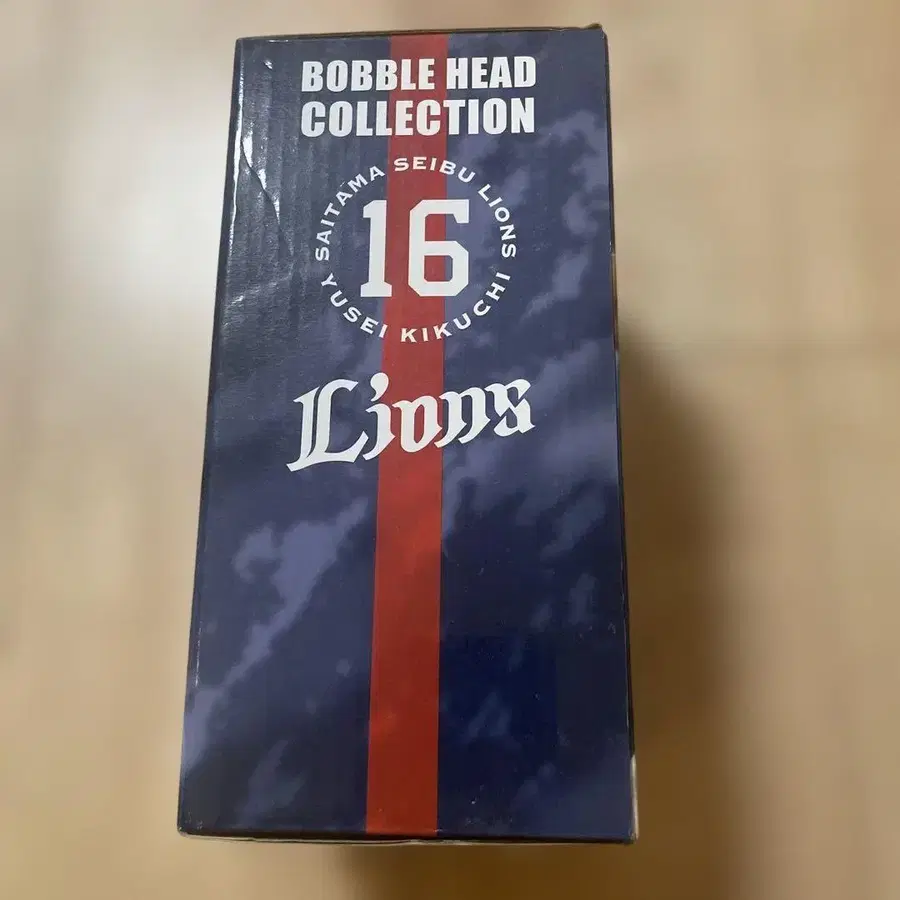 BOBBLE HEAD
COLLECTION
SAITAMA SEIBU LIONS
16
YUSEI KIKUCHI
Lions